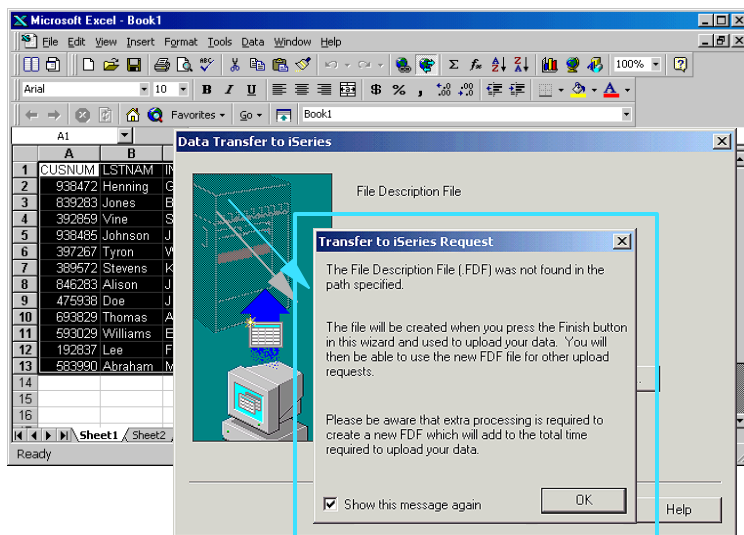 Microsoft Excel - Book1
File Edit View Insert Format Tools Data Window Help
100%
Arial 10 B I U $ % ,
Favorites Go Book1
A1
A B
1 CUSNUM LSTNAM
2 938472 Henning G
3 839283 Jones B
4 392859 Vine S
5 938485 Johnson J
6 397267 Tyron W
7 389572 Stevens K
8 846283 Alison J
9 475938 Doe J
10 693829 Thomas A
11 593029 Williams E
12 192837 Lee F
13 583990 Abraham M
14
15
16
Sheet1 Sheet2
Ready
Data Transfer to iSeries
File Description File
Transfer to iSeries Request
The File Description File (.FDF) was not found in the
path specified.
The file will be created when you press the Finish button
in this wizard and used to upload your data. You will
then be able to use the new FDF file for other upload
requests.
Please be aware that extra processing is required to
create a new FDF which will add to the total time
required to upload your data.
Show this message again
OK
Help